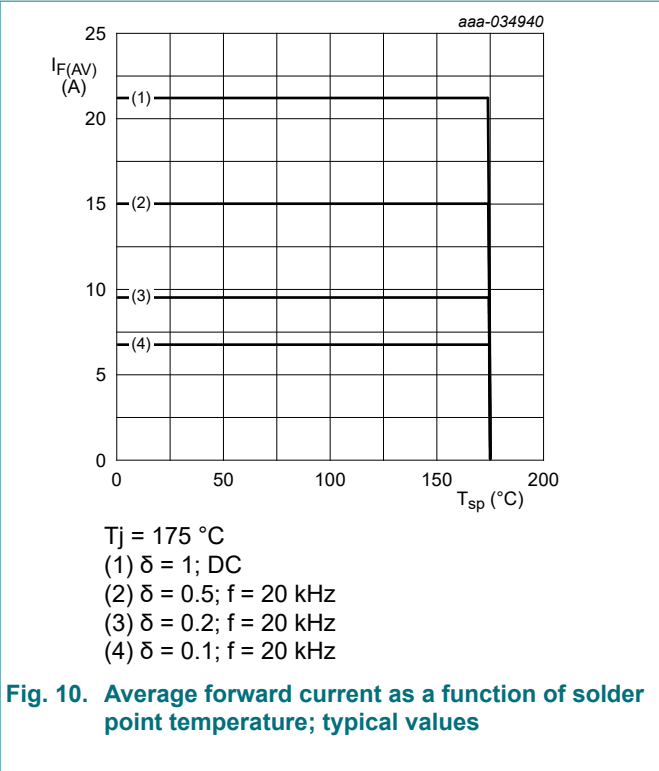 aaa-034940
25
I_F(AV)
(A)
(1)
20
15
(2)
10
(3)
(4)
5
0
0 50 100 150 200
T_sp (°C)
Tj = 175 °C
(1) δ = 1; DC
(2) δ = 0.5; f = 20 kHz
(3) δ = 0.2; f = 20 kHz
(4) δ = 0.1; f = 20 kHz
Fig. 10. Average forward current as a function of solder
point temperature; typical values